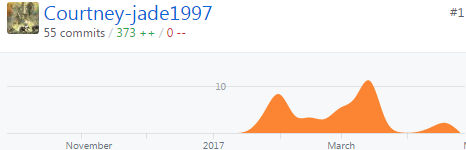 Courtney-jade1997
#1
55 commits / 373 ++ / 0 --
10
November 2017 March